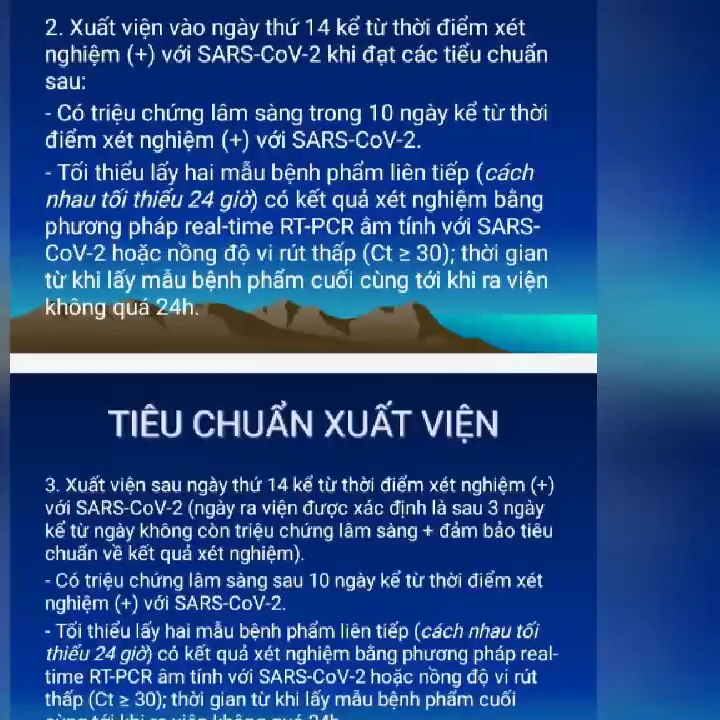 2. Xuất viện vào ngày thứ 14 kể từ thời điểm xét
nghiệm (+) với SARS-CoV-2 khi đạt các tiểu chuẩn
sau:
- Có triệu chứng lâm sàng trong 10 ngày kể từ thời
điểm xét nghiệm (+) với SARS-CoV-2.
- Tối thiểu lấy hai mẫu bệnh phẩm liên tiếp (cách
nhau tối thiểu 24 giờ) có kết quả xét nghiệm bằng
phương pháp real-time RT-PCR âm tính với SARS-
CoV-2 hoặc nồng độ vi rút thấp (Ct ≥ 30); thời gian
từ khi lấy mẫu bệnh phẩm cuối cùng tới khi ra viện
không quá 24h.
TIÊU CHUẨN XUẤT VIỆN
3. Xuất viện sau ngày thứ 14 kể từ thời điểm xét nghiệm (+)
với SARS-CoV-2 (ngày ra viện được xác định là sau 3 ngày
kể từ ngày không còn triệu chứng lâm sàng + đảm bảo tiêu
chuẩn về kết quả xét nghiệm).
- Có triệu chứng lâm sàng sau 10 ngày kể từ thời điểm xét
nghiệm (+) với SARS-CoV-2.
- Tối thiểu lấy hai mẫu bệnh phẩm liên tiếp (cách nhau tối
thiểu 24 giờ) có kết quả xét nghiệm bằng phương pháp real-
time RT-PCR âm tính với SARS-CoV-2 hoặc nồng độ vi rút
thấp (Ct ≥ 30); thời gian từ khi lấy mẫu bệnh phẩm cuối
cùng tới khi ra viện không quá 24h